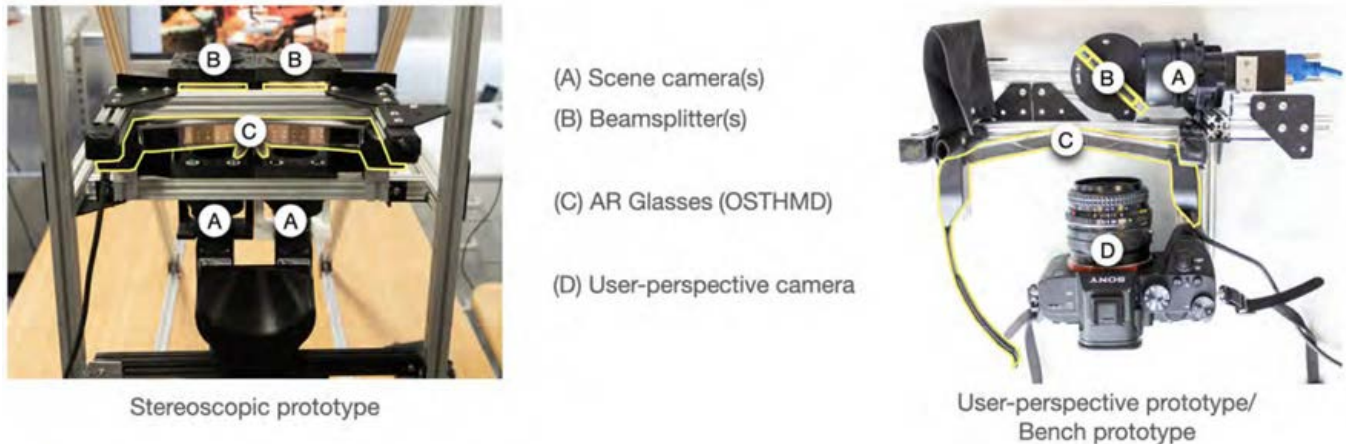 B
B
C
A
A
Stereoscopic prototype
(A) Scene camera(s)
(B) Beamsplitter(s)
(C) AR Glasses (OSTHMD)
(D) User-perspective camera
B
A
C
D
SONY
User-perspective prototype/
Bench prototype